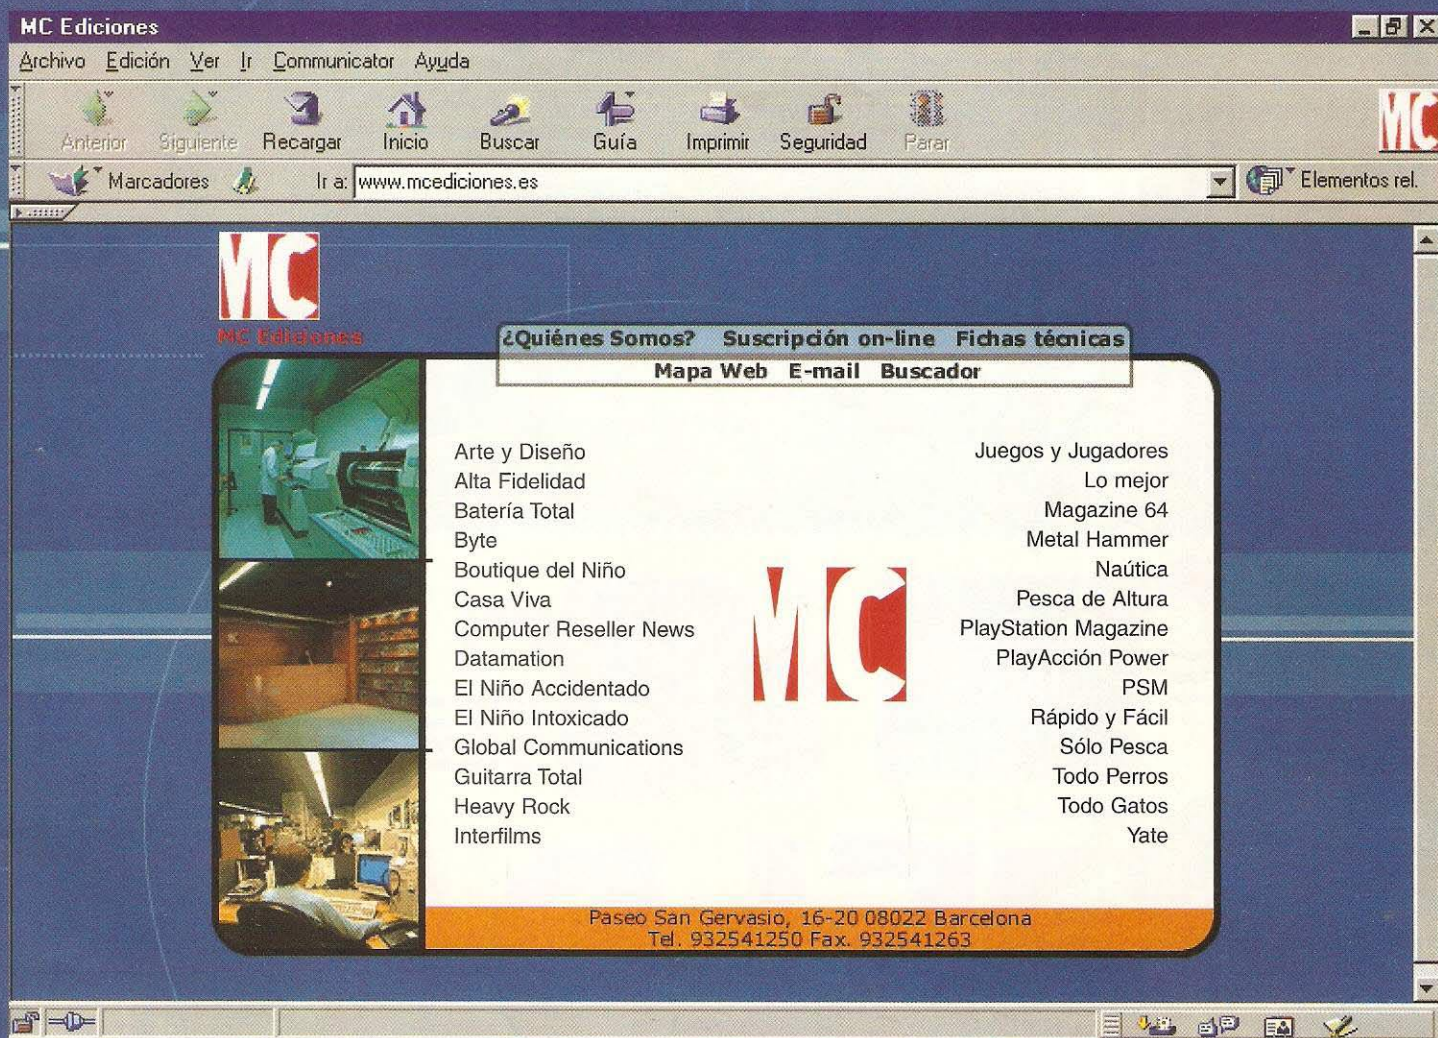 MC Ediciones
Archivo Edición Ver Ir Communicator Ayuda
Anterior Siguiente Recargar Inicio Buscar Guía Imprimir Seguridad Parar
MC
Marcadores Ir a: www.mcediciones.es Elementos rel.
MC
MC Ediciones
¿Quiénes Somos? Suscripción on-line Fichas técnicas
Mapa Web E-mail Buscador
Arte y Diseño
Alta Fidelidad
Batería Total
Byte
Boutique del Niño
Casa Viva
Computer Reseller News
Datamation
El Niño Accidentado
El Niño Intoxicado
Global Communications
Guitarra Total
Heavy Rock
Interfilms
MC
Juegos y Jugadores
Lo mejor
Magazine 64
Metal Hammer
Naútica
Pesca de Altura
PlayStation Magazine
PlayAcción Power
PSM
Rápido y Fácil
Sólo Pesca
Todo Perros
Todo Gatos
Yate
Paseo San Gervasio, 16-20 08022 Barcelona
Tel. 932541250 Fax. 932541263